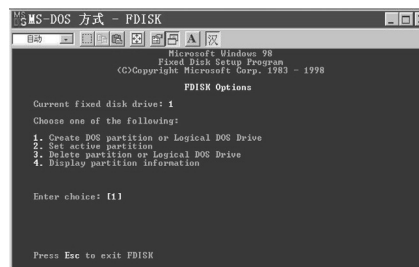 MS-DOS 方式 - FDISK
自动
A 汉
Microsoft Windows 98
Fixed Disk Setup Program
(C)Copyright Microsoft Corp. 1983 - 1998
FDISK Options
Current fixed disk drive: 1
Choose one of the following:
1. Create DOS partition or Logical DOS Drive
2. Set active partition
3. Delete partition or Logical DOS Drive
4. Display partition information
Enter choice: [1]
Press Esc to exit FDISK